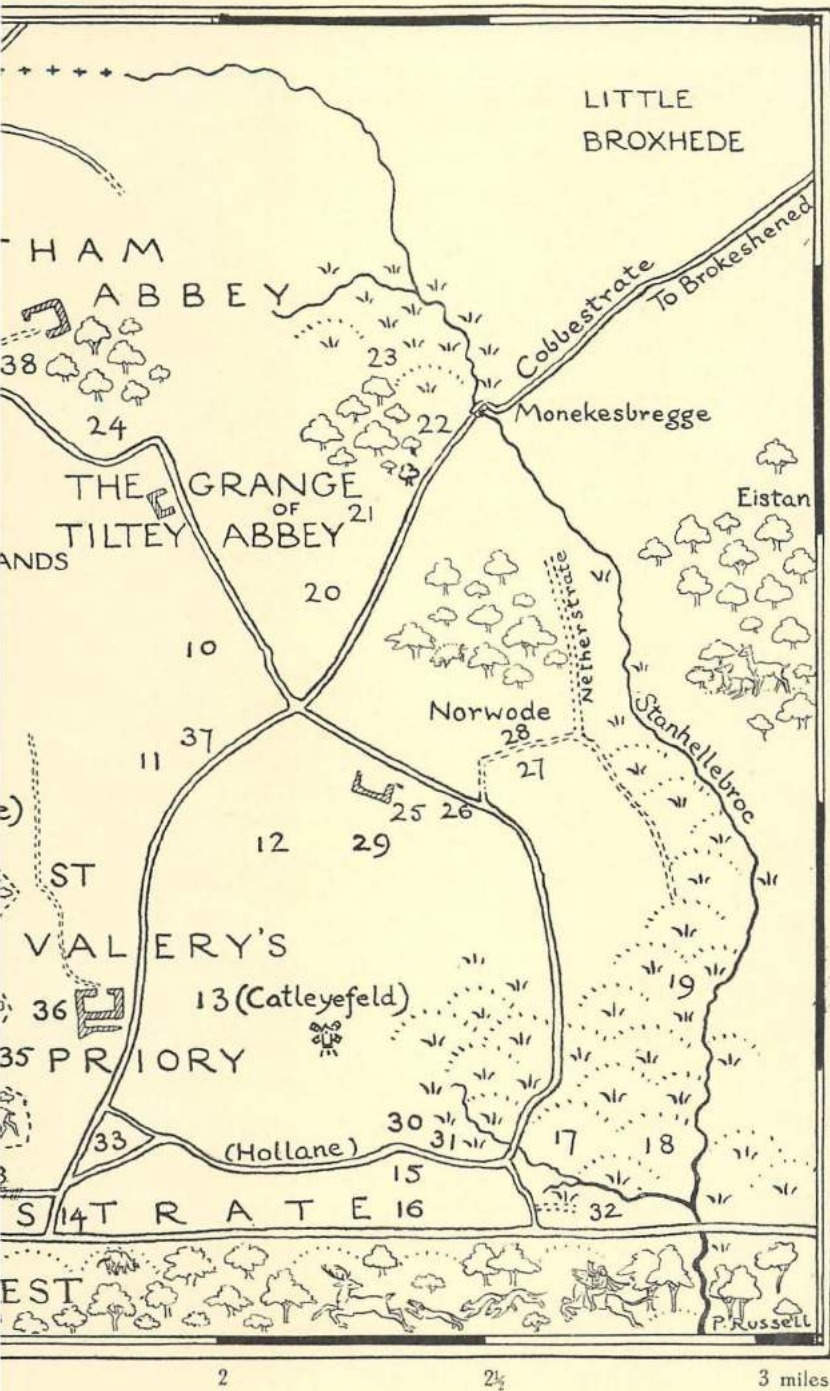 LITTLE
BROXHEDE
HAM
ABBEY
Cobbestrate
To Brokeshened
38
23
24
22
Monekesbregge
THE GRANGE
OF
TILTEY ABBEY
21
Eistan
ANDS
20
Netherstrate
10
Norwode
28
Stanhellebroc
37
11
27
25
26
12
29
e)
ST
VALERY'S
19
13 (Catleyefeld)
36
35
PRIORY
30
33
31
17
18
(Hollane)
15
3
S TRATE
14
16
32
EST
P. Russell
2
2½
3 miles